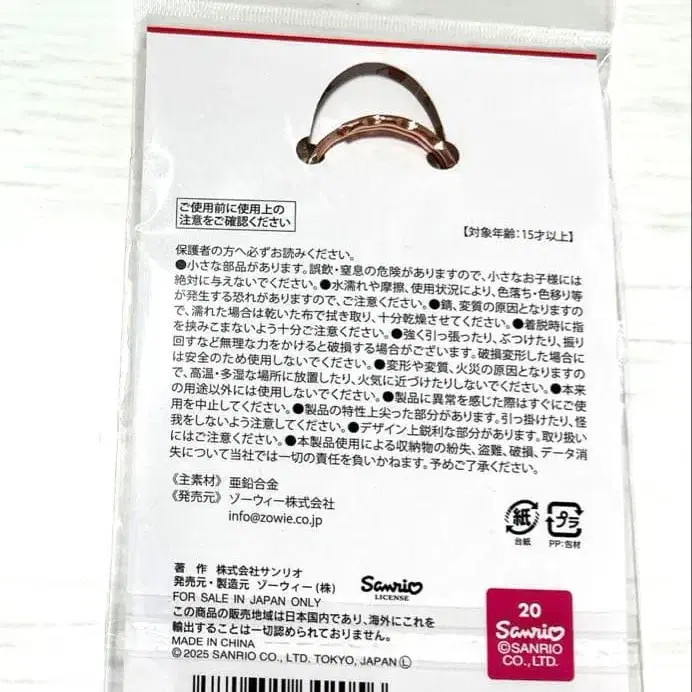 ご使用前に使用上の
注意をご確認ください
【対象年齢:15才以上】
保護者の方へ必ずお読みください。
●小さな部品があります。誤飲・窒息の危険がありますので、小さなお子様には
絶対に与えないでください。●水濡れや摩擦、使用状況により、色落ち・色移り等
が発生する恐れがありますので、ご注意ください。●錆、変質の原因となりますの
で、濡れた場合は乾いた布で拭き取り、十分乾燥させてください。●着脱時に指
を挟みこまないよう十分ご注意ください。●強く引っ張ったり、ぶつけたり、振り
回すなど無理な力をかけると破損する場合がございます。破損変形した場合に
は安全のため使用しないでください。●変形や変質、火災の原因となりますの
で、高温・多湿な場所に放置したり、火気に近づけたりしないでください。●本来
の用途以外には使用しないでください。●製品に異常を感じた際はすぐにご使
用を中止してください。●製品の特性上尖った部分があります。引っ掛けたり、怪
我をしないよう注意してください。●デザイン上鋭利な部分があります。取り扱い
にはご注意ください。●本製品使用による収納物の紛失、盗難、破損、データ消
失について当社では一切の責任を負いかねます。予めご了承ください。
《主素材》 亜鉛合金
《発売元》 ゾーウィー株式会社
info@zowie.co.jp
紙
台紙
プラ
PP:包材
著 作 株式会社サンリオ
発売元・製造元 ゾーウィー(株)
FOR SALE IN JAPAN ONLY
この商品の販売地域は日本国内であり、海外にこれを
輸出することは一切認められておりません。
MADE IN CHINA
©2025 SANRIO CO., LTD. TOKYO, JAPAN Ⓛ
Sanrio
LICENSE
20
Sanrio
©SANRIO
CO., LTD.